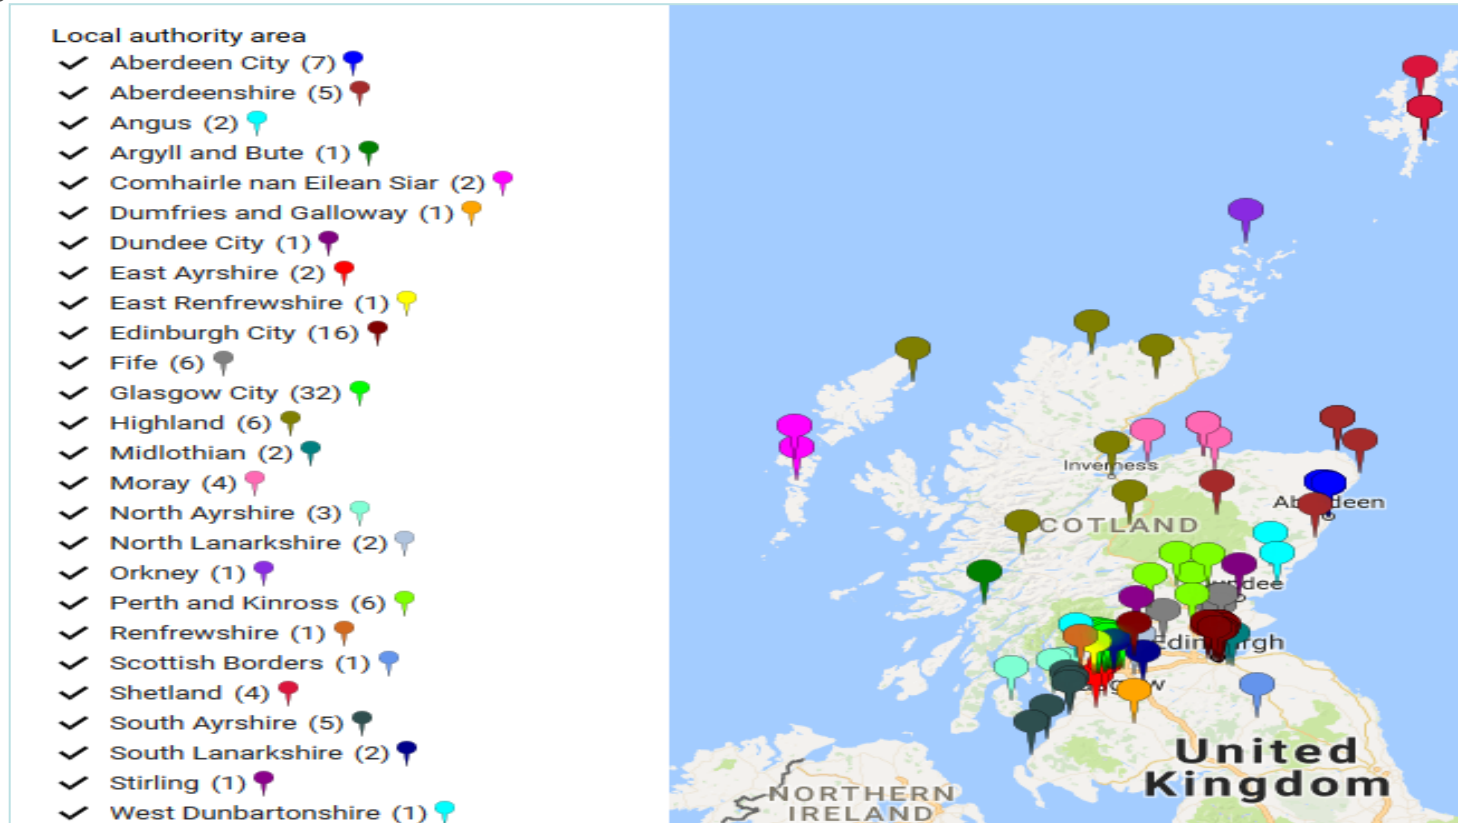 Local authority area
Aberdeen City (7)
Aberdeenshire (5)
Angus (2)
Argyll and Bute (1)
Comhairle nan Eilean Siar (2)
Dumfries and Galloway (1)
Dundee City (1)
East Ayrshire (2)
East Renfrewshire (1)
Edinburgh City (16)
Fife (6)
Glasgow City (32)
Highland (6)
Midlothian (2)
Moray (4)
North Ayrshire (3)
North Lanarkshire (2)
Orkney (1)
Perth and Kinross (6)
Renfrewshire (1)
Scottish Borders (1)
Shetland (4)
South Ayrshire (5)
South Lanarkshire (2)
Stirling (1)
West Dunbartonshire (1)
Inverness
Aberdeen
COTLAND
Dundee
Edinburgh
United
Kingdom
NORTHERN
IRELAND